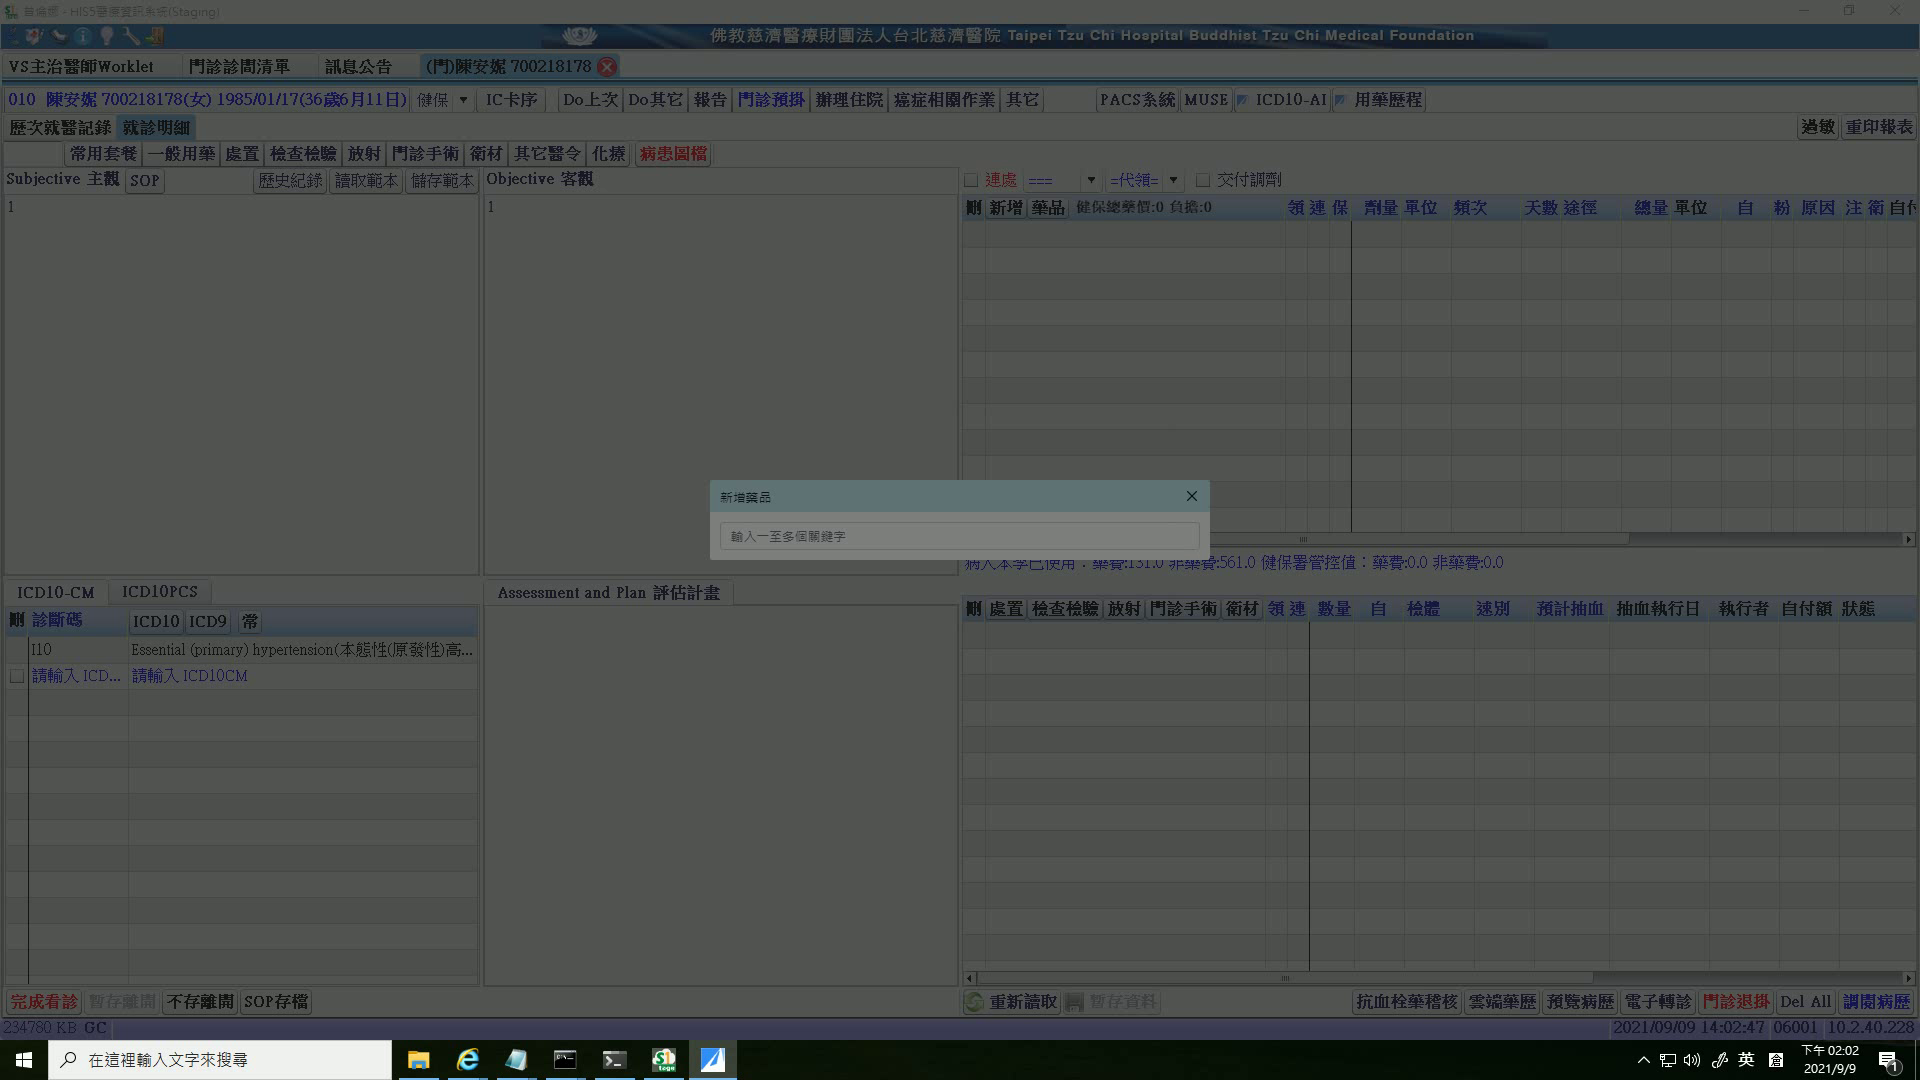 首倫娜 - HIS5醫療資訊系統(Staging)
佛教慈濟醫療財團法人台北慈濟醫院 Taipei Tzu Chi Hospital Buddhist Tzu Chi Medical Foundation
VS主治醫師Worklet 門診診間清單 訊息公告 (門)陳安妮 700218178
010 陳安妮 700218178(女) 1985/01/17(36歲6月11日) 健保 IC卡序 Do上次 Do其它 報告 門診預掛 辦理住院 癌症相關作業 其它 PACS系統 MUSE ICD10-AI 用藥歷程
歷次就醫記錄 就診明細 過敏 重印報表
常用套餐 一般用藥 處置 檢查檢驗 放射 門診手術 衛材 其它醫令 化療 病患圖檔
Subjective 主觀 SOP 歷史紀錄 讀取範本 儲存範本 Objective 客觀 連處 === =代領= 交付調劑
1 1
刪 新增 藥品 健保總藥價:0 負擔:0 領 連 保 劑量 單位 頻次 天數 途徑 總量 單位 自 粉 原因 注 衛 自付
新增藥品
輸入一至多個關鍵字
病人本季已使用：藥費:131.0 非藥費:561.0 健保署管控值：藥費:0.0 非藥費:0.0
ICD10-CM ICD10PCS Assessment and Plan 評估計畫
刪 診斷碼 ICD10 ICD9 常
刪 處置 檢查檢驗 放射 門診手術 衛材 領 連 數量 自 檢體 速別 預計抽血 抽血執行日 執行者 自付額 狀態
I10 Essential (primary) hypertension(本態性(原發性)高...
請輸入 ICD... 請輸入 ICD10CM
完成看診 暫存離開 不存離開 SOP存檔 重新讀取 暫存資料 抗血栓藥稽核 雲端藥歷 預覽病歷 電子轉診 門診退掛 Del All 調閱病歷
234780 KB GC 2021/09/09 14:02:47 06001 10.2.40.228
在這裡輸入文字來搜尋 英 下午 02:02
2021/9/9 1